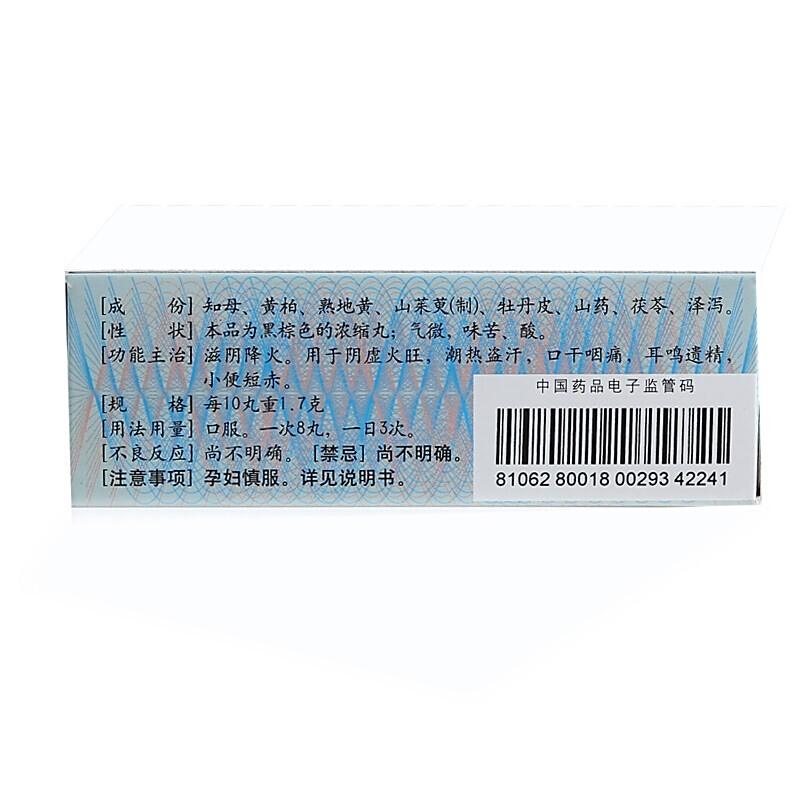 [成 份] 知母、黄柏、熟地黄、山茱萸(制)、牡丹皮、山药、茯苓、泽泻。
[性 状] 本品为黑棕色的浓缩丸；气微，味苦、酸。
[功能主治] 滋阴降火。用于阴虚火旺，潮热盗汗，口干咽痛，耳鸣遗精，
小便短赤。
[规 格] 每10丸重1.7克
[用法用量] 口服。一次8丸，一日3次。
[不良反应] 尚不明确。 [禁忌] 尚不明确。
[注意事项] 孕妇慎服。详见说明书。
中国药品电子监管码
81062 80018 00293 42241